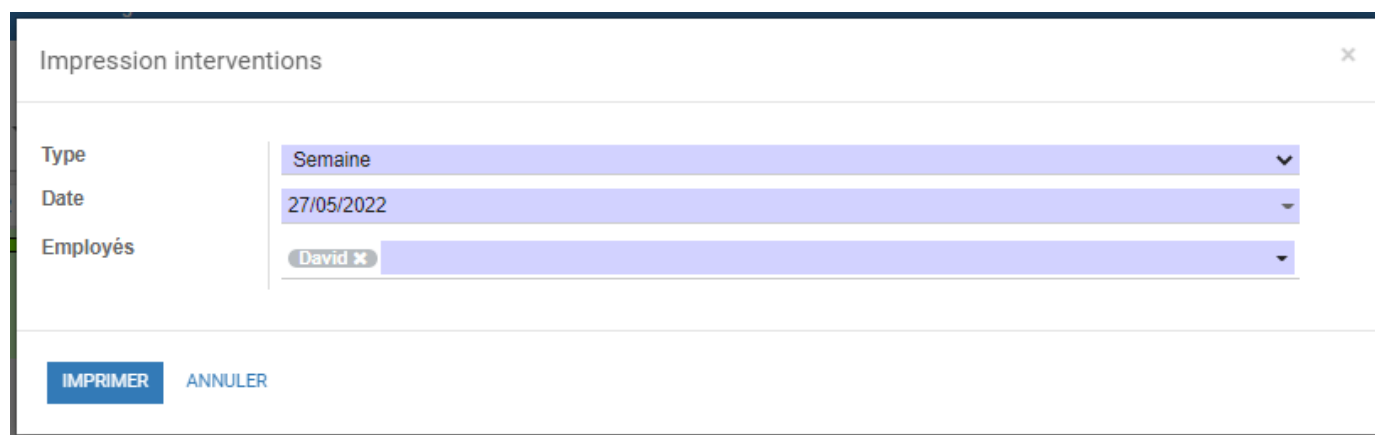 Impression interventions ×
Type Semaine
Date 27/05/2022
Employés David ✖
IMPRIMER ANNULER